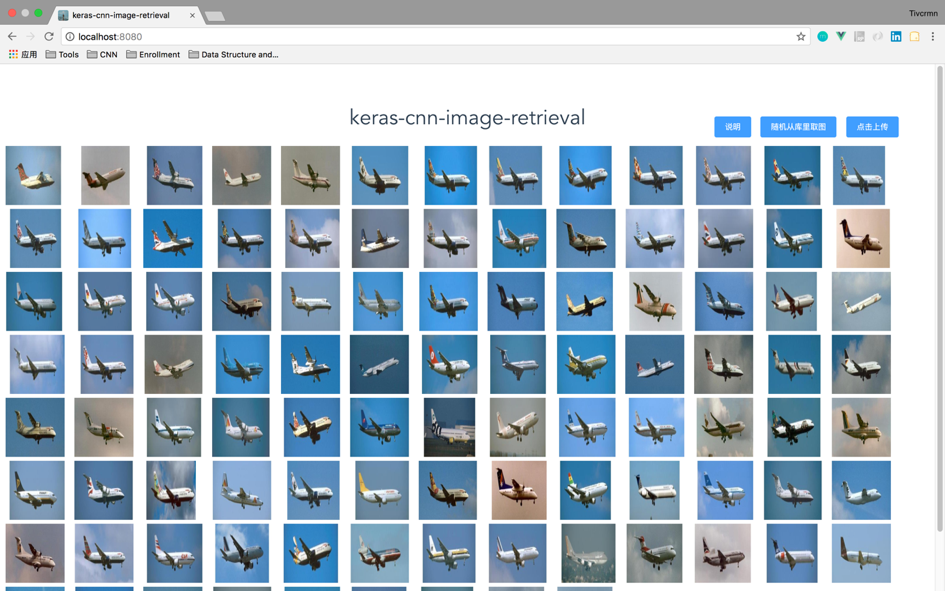 keras-cnn-image-retrieval
Tivcrmn
localhost:8080
应用 Tools CNN Enrollment Data Structure and...
keras-cnn-image-retrieval
说明 随机从库里取图 点击上传